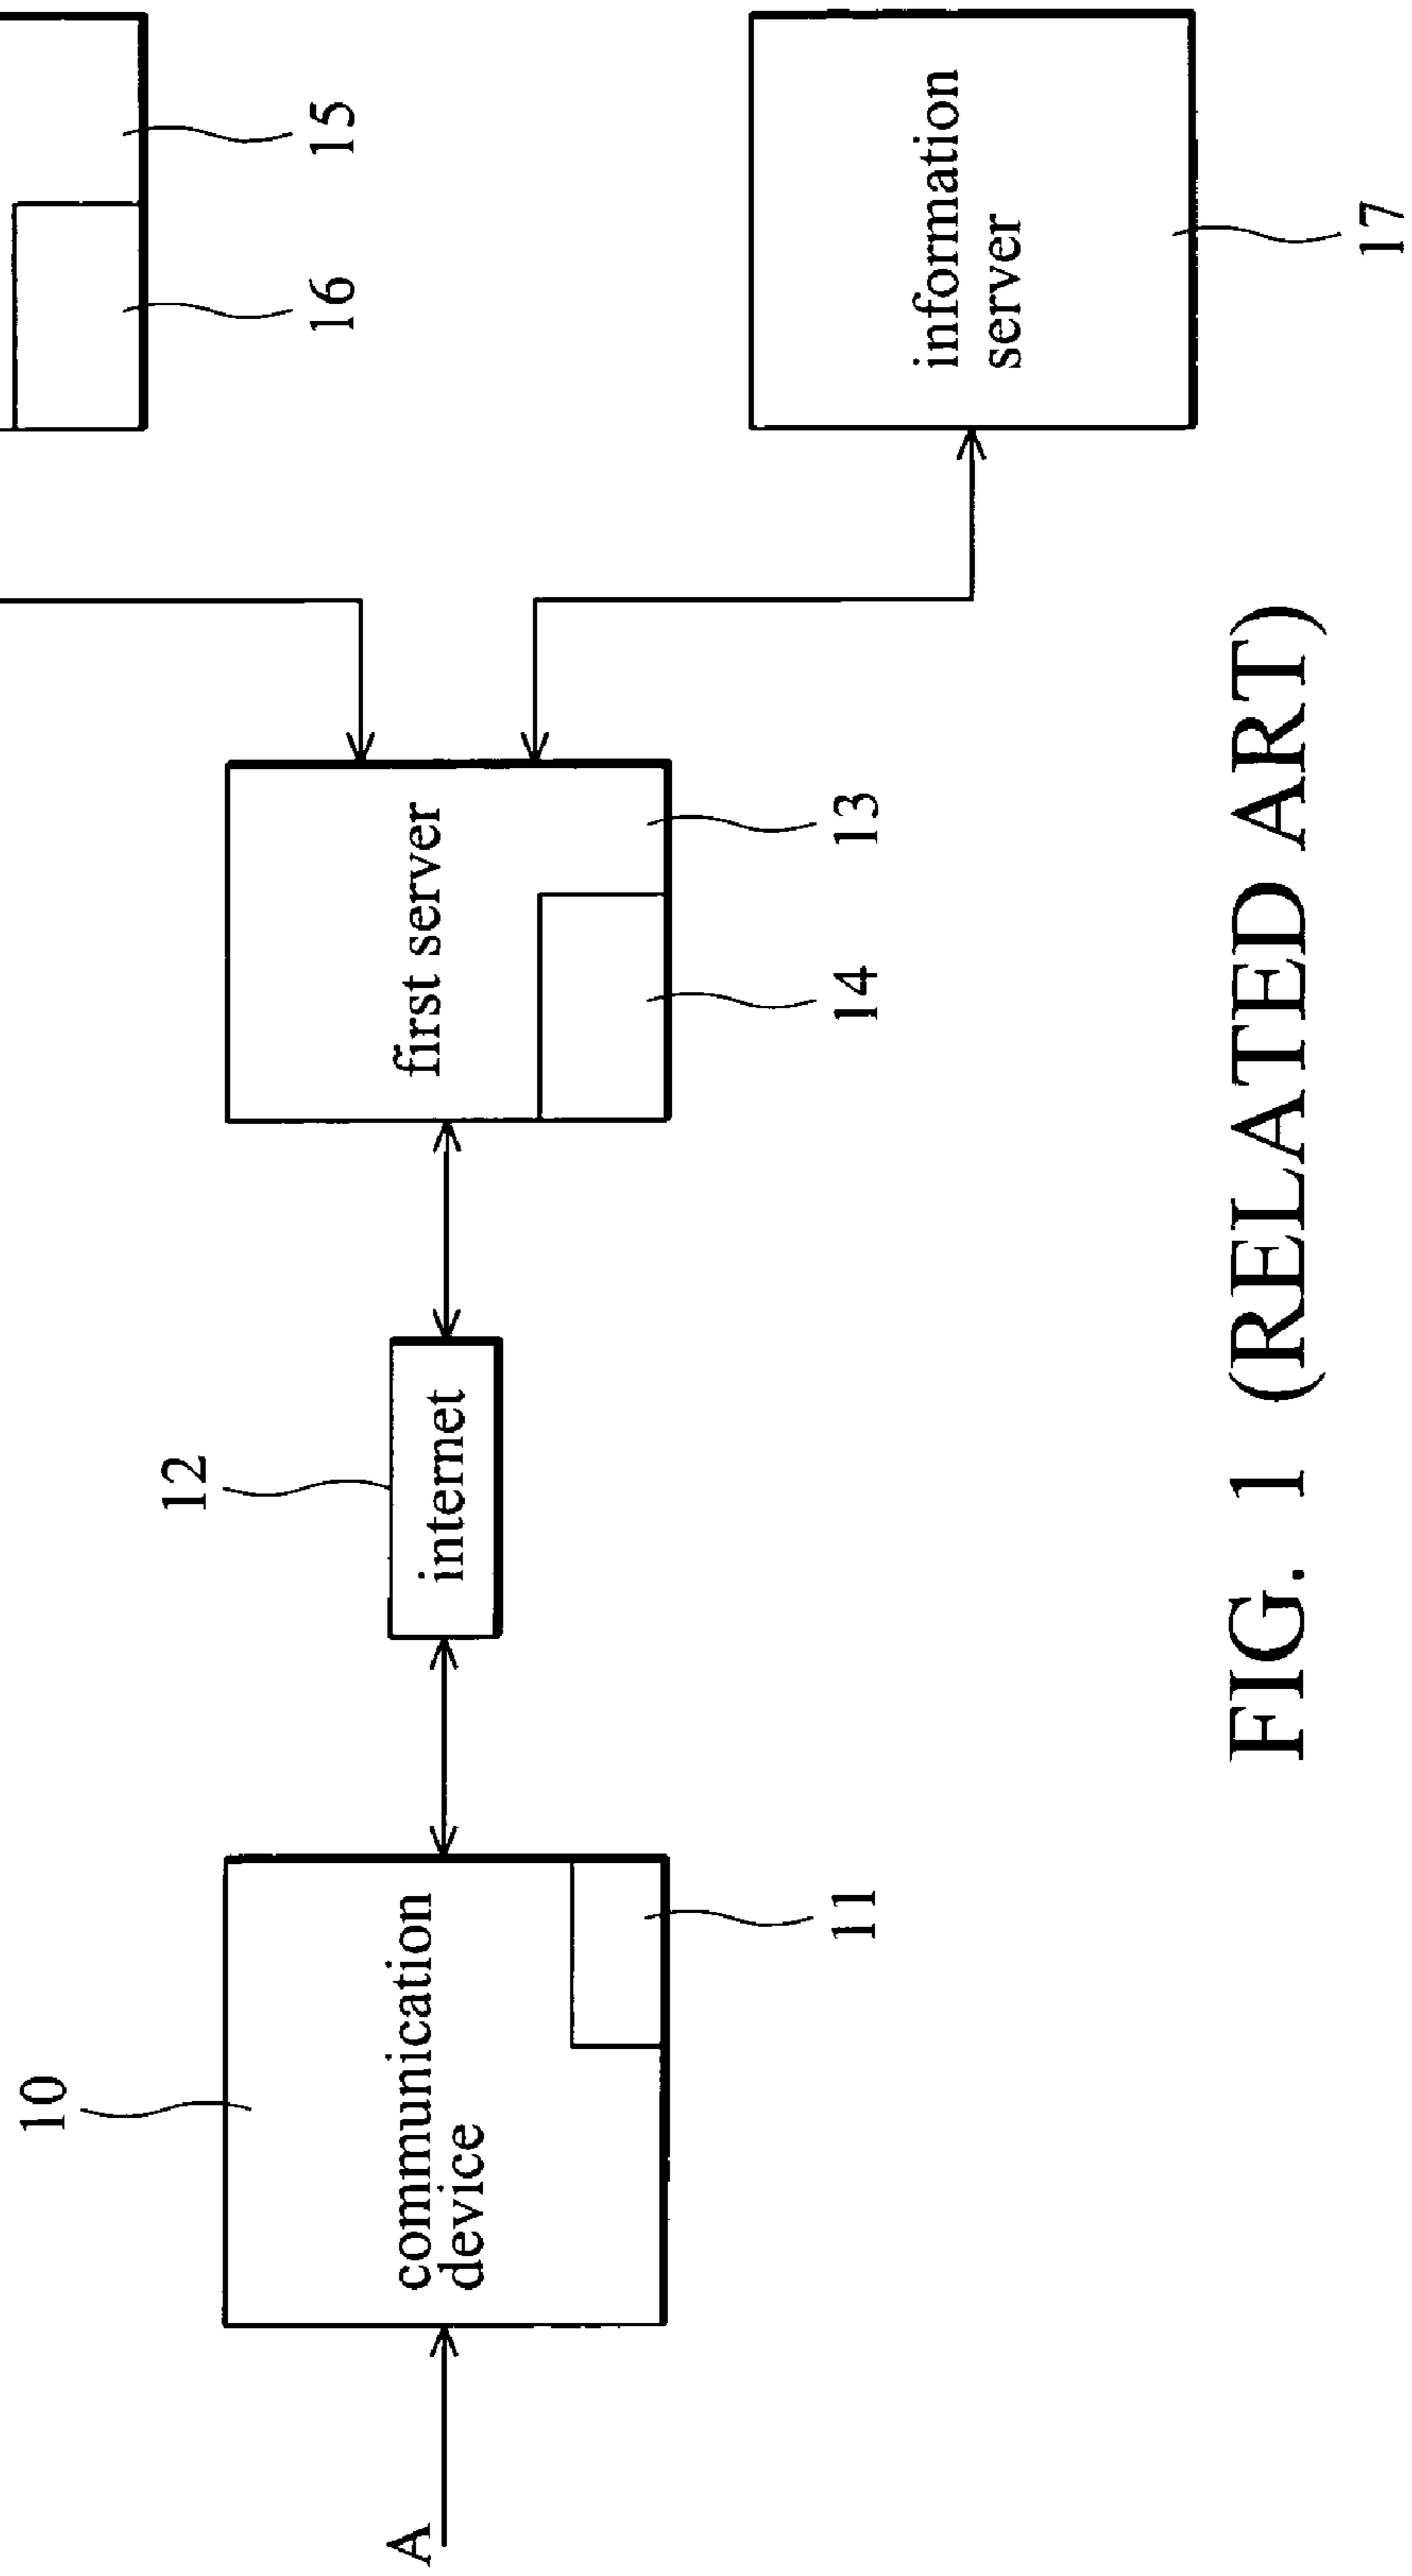 A
10
communication
device
11
12
internet
first server
13
14
15
16
information
server
17
FIG. 1 (RELATED ART)